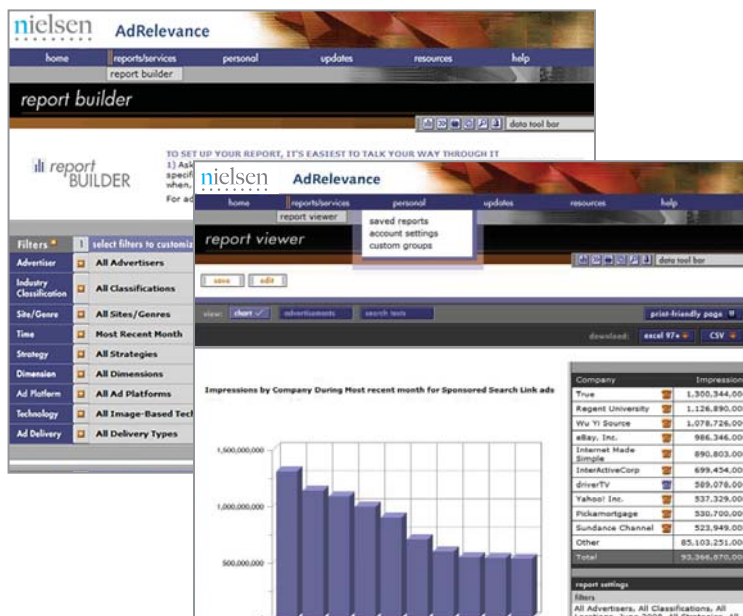 nielsen AdRelevance
home reports/services personal updates resources help
report builder
report builder
data tool bar
report BUILDER
TO SET UP YOUR REPORT, IT'S EASIEST TO TALK YOUR WAY THROUGH IT
1) Ask
specifi
when,
For ad
Filters 1 select filters to customiz
Advertiser All Advertisers
Industry Classification All Classifications
Site/Genre All Sites/Genres
Time Most Recent Month
Strategy All Strategies
Dimension All Dimensions
Ad Platform All Ad Platforms
Technology All Image-Based Tech
Ad Delivery All Delivery Types
nielsen AdRelevance
home reports/services personal updates resources help
report viewer
saved reports
account settings
custom groups
report viewer
data tool bar
save edit
view: chart advertisements search texts
print-friendly page
download: excel 97+ CSV
Impressions by Company During Most recent month for Sponsored Search Link ads
1,500,000,000
1,000,000,000
500,000,000
Company Impression
True 1,300,344,00
Regent University 1,126,890,00
Wu Yi Source 1,078,726,00
eBay, Inc. 986,346,00
Internet Made Simple 890,803,00
InterActiveCorp 699,454,00
driverTV 589,078,00
Yahoo! Inc. 537,329,00
Pickamortgage 530,700,00
Sundance Channel 523,949,00
Other 85,103,251,00
Total 93,366,870,00
report settings
filters
All Advertisers, All Classifications, All